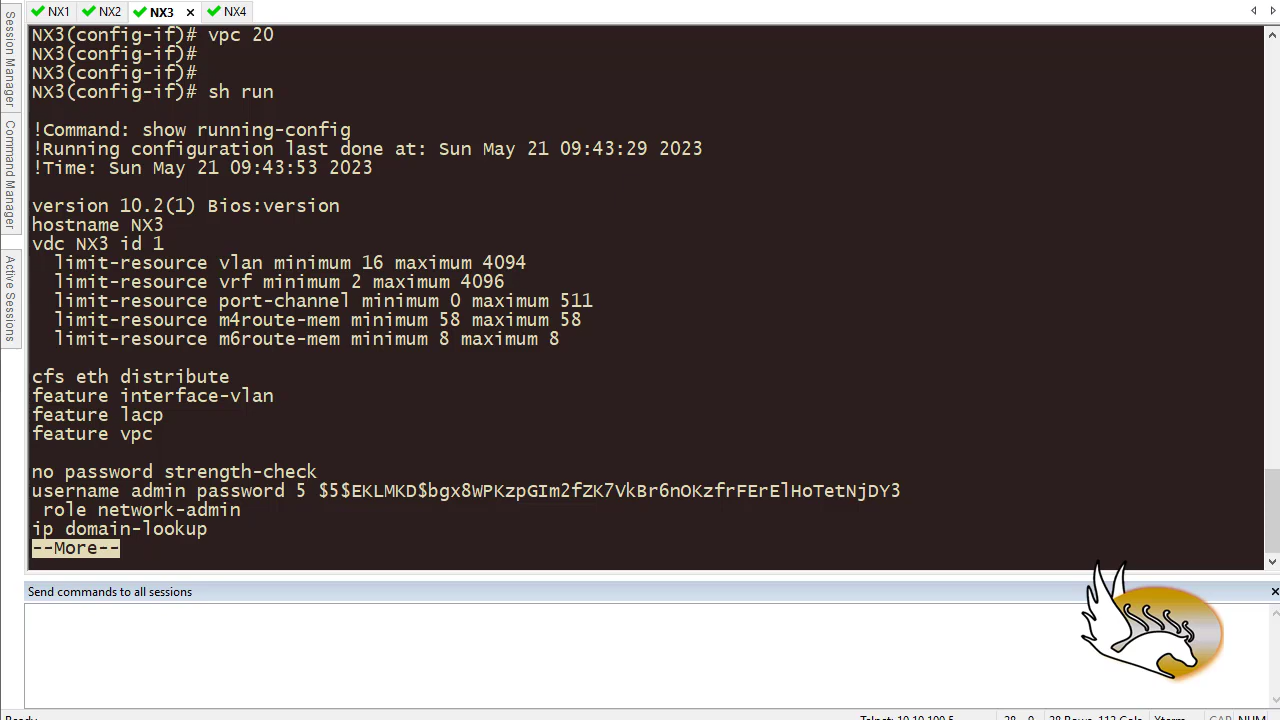 NX1
NX2
NX3
NX4
Session Manager
Command Manager
Active Sessions
NX3(config-if)# vpc 20
NX3(config-if)#
NX3(config-if)#
NX3(config-if)# sh run
!Command: show running-config
!Running configuration last done at: Sun May 21 09:43:29 2023
!Time: Sun May 21 09:43:53 2023
version 10.2(1) Bios:version
hostname NX3
vdc NX3 id 1
limit-resource vlan minimum 16 maximum 4094
limit-resource vrf minimum 2 maximum 4096
limit-resource port-channel minimum 0 maximum 511
limit-resource m4route-mem minimum 58 maximum 58
limit-resource m6route-mem minimum 8 maximum 8
cfs eth distribute
feature interface-vlan
feature lacp
feature vpc
no password strength-check
username admin password 5 $5$EKLMKD$bgx8WPKzpGIm2fZK7VkBr6nOKzfrFErElHoTetNjDY3
role network-admin
ip domain-lookup
--More--
Send commands to all sessions